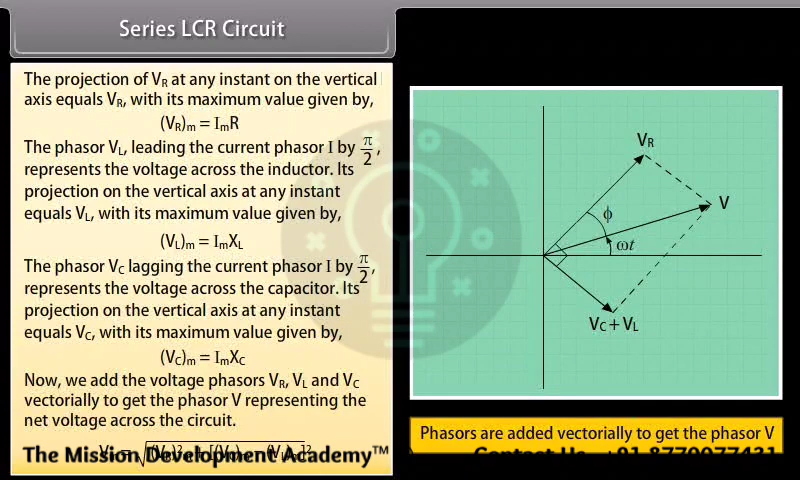 Series LCR Circuit
The projection of VR at any instant on the vertical
axis equals VR, with its maximum value given by,
(VR)m = ImR
The phasor VL, leading the current phasor I by π/2,
represents the voltage across the inductor. Its
projection on the vertical axis at any instant
equals VL, with its maximum value given by,
(VL)m = ImXL
The phasor VC lagging the current phasor I by π/2,
represents the voltage across the capacitor. Its
projection on the vertical axis at any instant
equals VC, with its maximum value given by,
(VC)m = ImXC
Now, we add the voltage phasors VR, VL and VC
vectorially to get the phasor V representing the
net voltage across the circuit.
The Mission Development Academy™
VR
V
ϕ
ωt
VC + VL
Phasors are added vectorially to get the phasor V